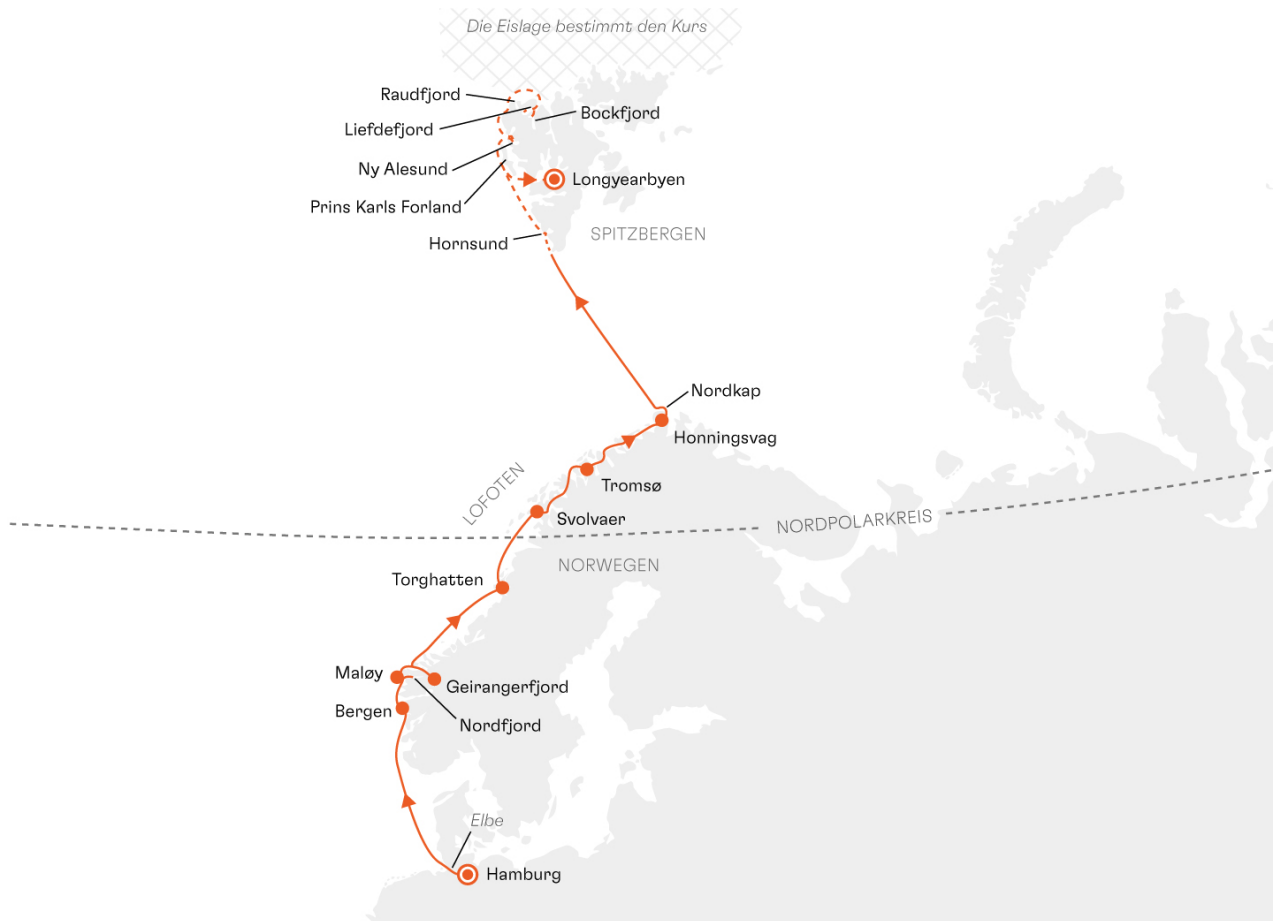 Die Eislage bestimmt den Kurs
Raudfjord
Bockfjord
Liefdefjord
Ny Alesund
Longyearbyen
Prins Karls Forland
SPITZBERGEN
Hornsund
Nordkap
Honningsvag
Tromsø
LOFOTEN
Svolvaer
NORDPOLARKREIS
NORWEGEN
Torghatten
Maløy
Geirangerfjord
Bergen
Nordfjord
Elbe
Hamburg